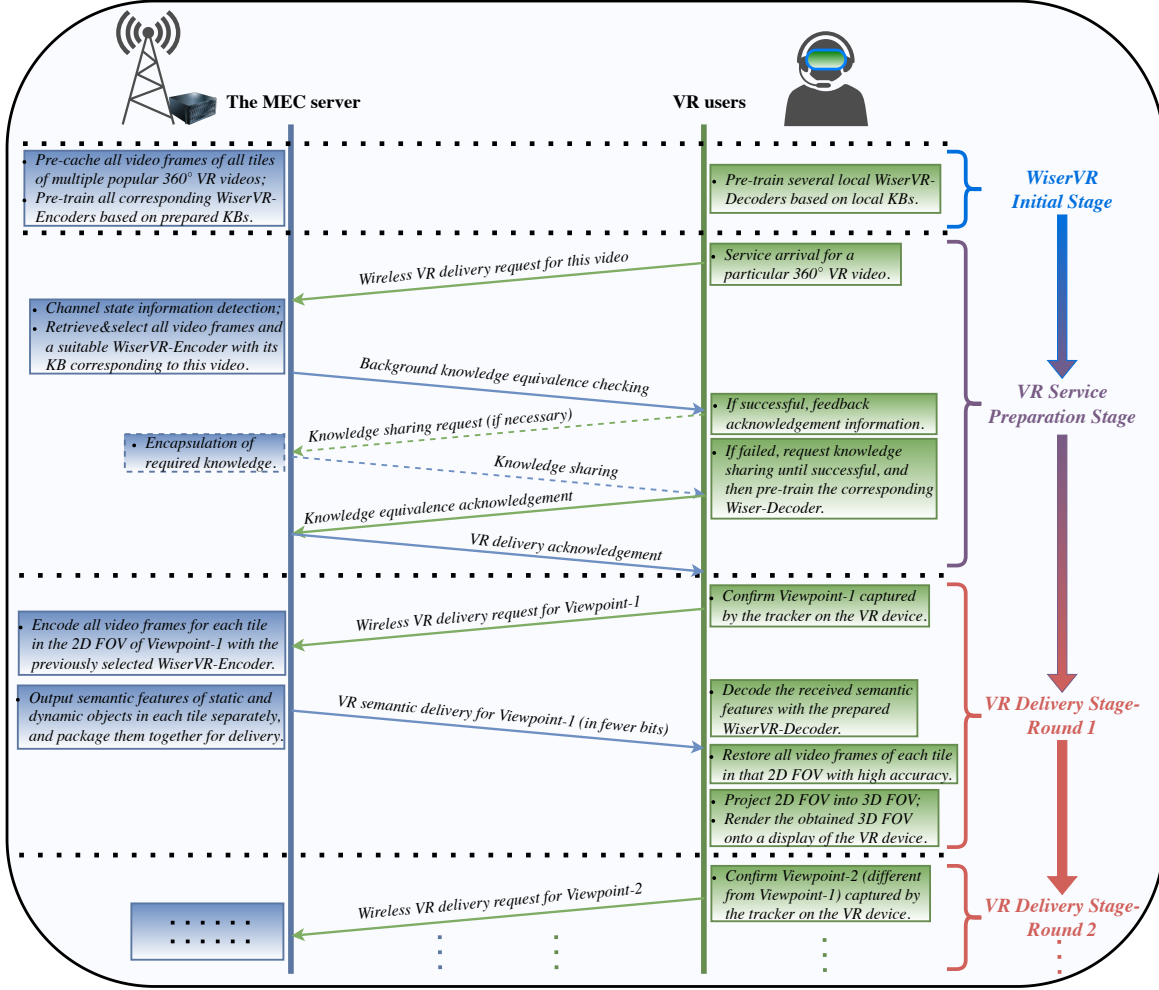 The MEC server
VR users
• Pre-cache all video frames of all tiles
of multiple popular 360° VR videos;
• Pre-train all corresponding WiserVR-
Encoders based on prepared KBs.
• Pre-train several local WiserVR-
Decoders based on local KBs.
WiserVR
Initial Stage
• Service arrival for a
particular 360° VR video.
Wireless VR delivery request for this video
• Channel state information detection;
• Retrieve&select all video frames and
a suitable WiserVR-Encoder with its
KB corresponding to this video.
Background knowledge equivalence checking
• If successful, feedback
acknowledgement information.
Knowledge sharing request (if necessary)
• Encapsulation of
required knowledge.
• If failed, request knowledge
sharing until successful, and
then pre-train the corresponding
Wiser-Decoder.
Knowledge sharing
Knowledge equivalence acknowledgement
VR delivery acknowledgement
VR Service
Preparation Stage
• Confirm Viewpoint-1 captured
by the tracker on the VR device.
Wireless VR delivery request for Viewpoint-1
• Encode all video frames for each tile
in the 2D FOV of Viewpoint-1 with the
previously selected WiserVR-Encoder.
• Output semantic features of static and
dynamic objects in each tile separately,
and package them together for delivery.
VR semantic delivery for Viewpoint-1 (in fewer bits)
• Decode the received semantic
features with the prepared
WiserVR-Decoder.
• Restore all video frames of each tile
in that 2D FOV with high accuracy.
• Project 2D FOV into 3D FOV;
• Render the obtained 3D FOV
onto a display of the VR device.
VR Delivery Stage-
Round 1
• Confirm Viewpoint-2 (different
from Viewpoint-1) captured by
the tracker on the VR device.
Wireless VR delivery request for Viewpoint-2
VR Delivery Stage-
Round 2